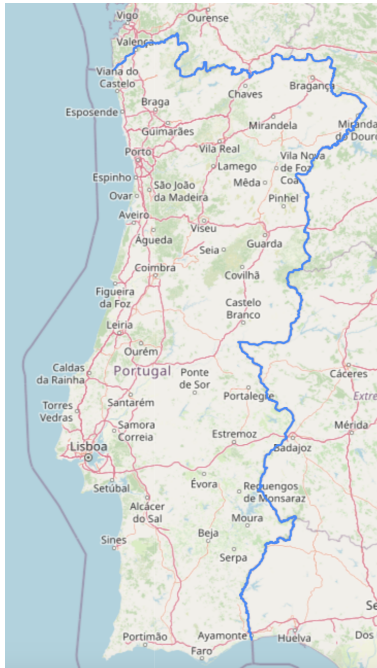 Vigo
Ourense
Valença
Viana do
Castelo
Chaves
Bragança
Esposende
Braga
Guimarães
Mirandela
Miranda
do Douro
Porto
Vila Real
Vila Nova
de Foz
Coa
Lamego
Espinho
São João
da Madeira
Mêda
Ovar
Pinhel
Aveiro
Viseu
Águeda
Seia
Guarda
Coimbra
Covilhã
Figueira
da Foz
Castelo
Branco
Leiria
Ourém
Caldas
da Rainha
Portugal
Ponte
de Sor
Cáceres
Portalegre
Extre
Santarém
Torres
Vedras
Samora
Correia
Mérida
Lisboa
Estremoz
Badajoz
Setúbal
Évora
Reguengos
de Monsaraz
Alcácer
do Sal
Moura
Beja
Sines
Serpa
Se
Portimão
Ayamonte
Huelva
Dos
Faro